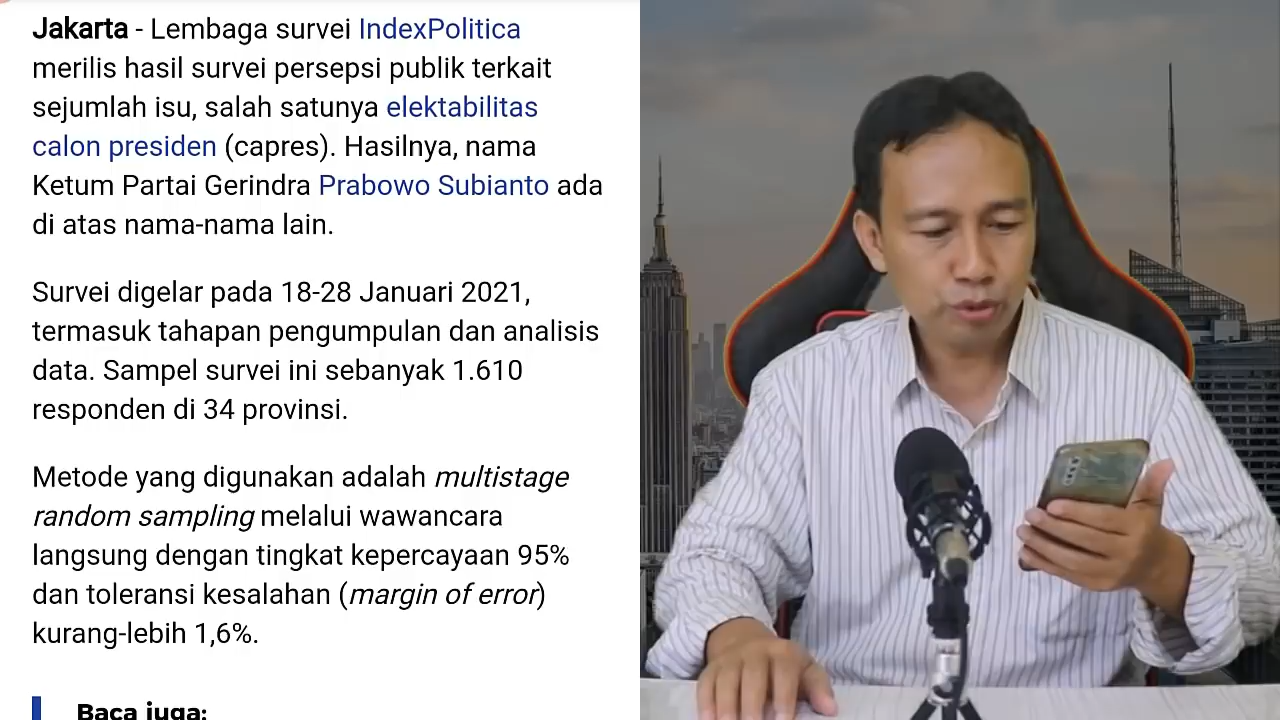 Jakarta - Lembaga survei IndexPolitica
merilis hasil survei persepsi publik terkait
sejumlah isu, salah satunya elektabilitas
calon presiden (capres). Hasilnya, nama
Ketum Partai Gerindra Prabowo Subianto ada
di atas nama-nama lain.
Survei digelar pada 18-28 Januari 2021,
termasuk tahapan pengumpulan dan analisis
data. Sampel survei ini sebanyak 1.610
responden di 34 provinsi.
Metode yang digunakan adalah multistage
random sampling melalui wawancara
langsung dengan tingkat kepercayaan 95%
dan toleransi kesalahan (margin of error)
kurang-lebih 1,6%.
Baca juga: